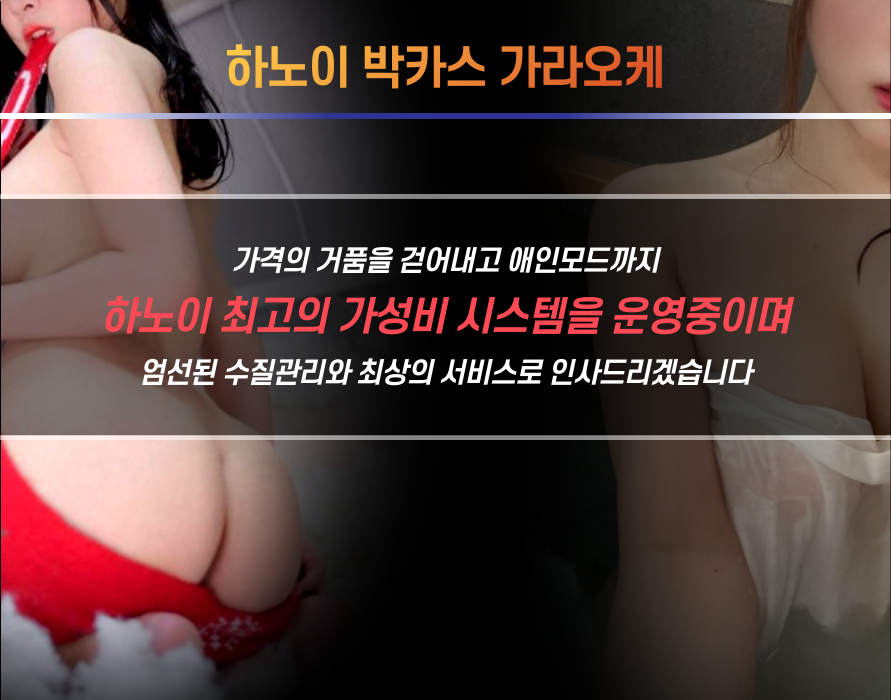 하노이 박카스 가라오케
가격의 거품을 걷어내고 애인모드까지
하노이 최고의 가성비 시스템을 운영중이며
엄선된 수질관리와 최상의 서비스로 인사드리겠습니다